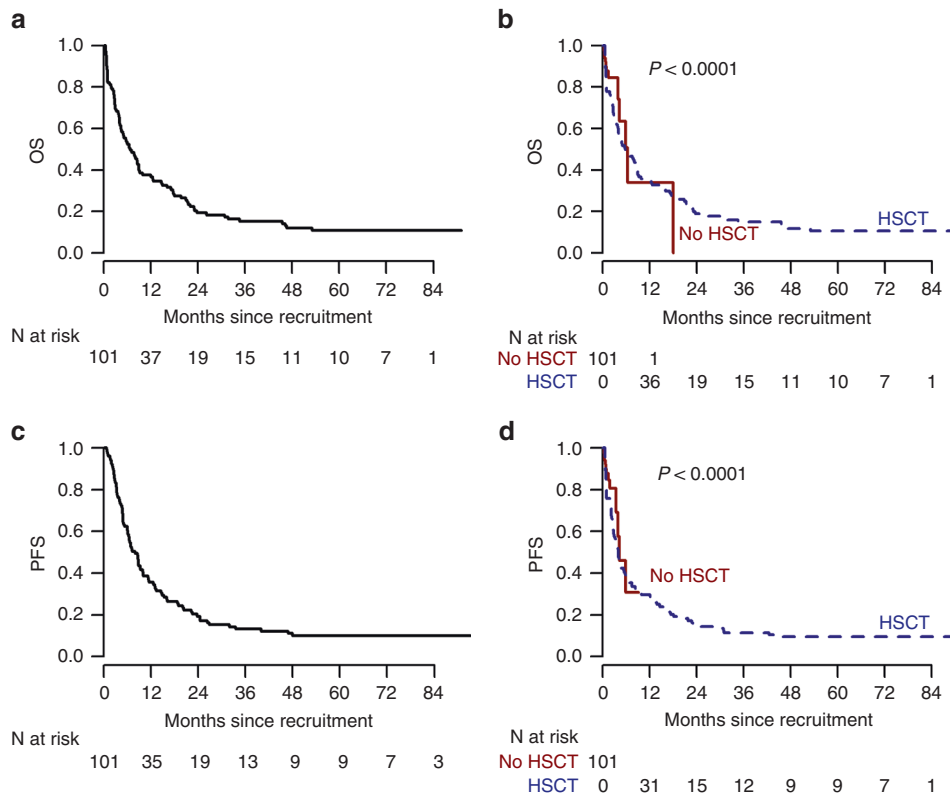 a
1.0
0.8
0.6
0.4
0.2
0.0
OS
0 12 24 36 48 60 72 84
Months since recruitment
N at risk
101 37 19 15 11 10 7 1
b
1.0
0.8
0.6
0.4
0.2
0.0
OS
P < 0.0001
HSCT
No HSCT
0 12 24 36 48 60 72 84
Months since recruitment
N at risk
No HSCT 101 1
HSCT 0 36 19 15 11 10 7 1
c
1.0
0.8
0.6
0.4
0.2
0.0
PFS
0 12 24 36 48 60 72 84
Months since recruitment
N at risk
101 35 19 13 9 9 7 3
d
1.0
0.8
0.6
0.4
0.2
0.0
PFS
P < 0.0001
No HSCT
HSCT
0 12 24 36 48 60 72 84
Months since recruitment
N at risk
No HSCT 101
HSCT 0 31 15 12 9 9 7 1